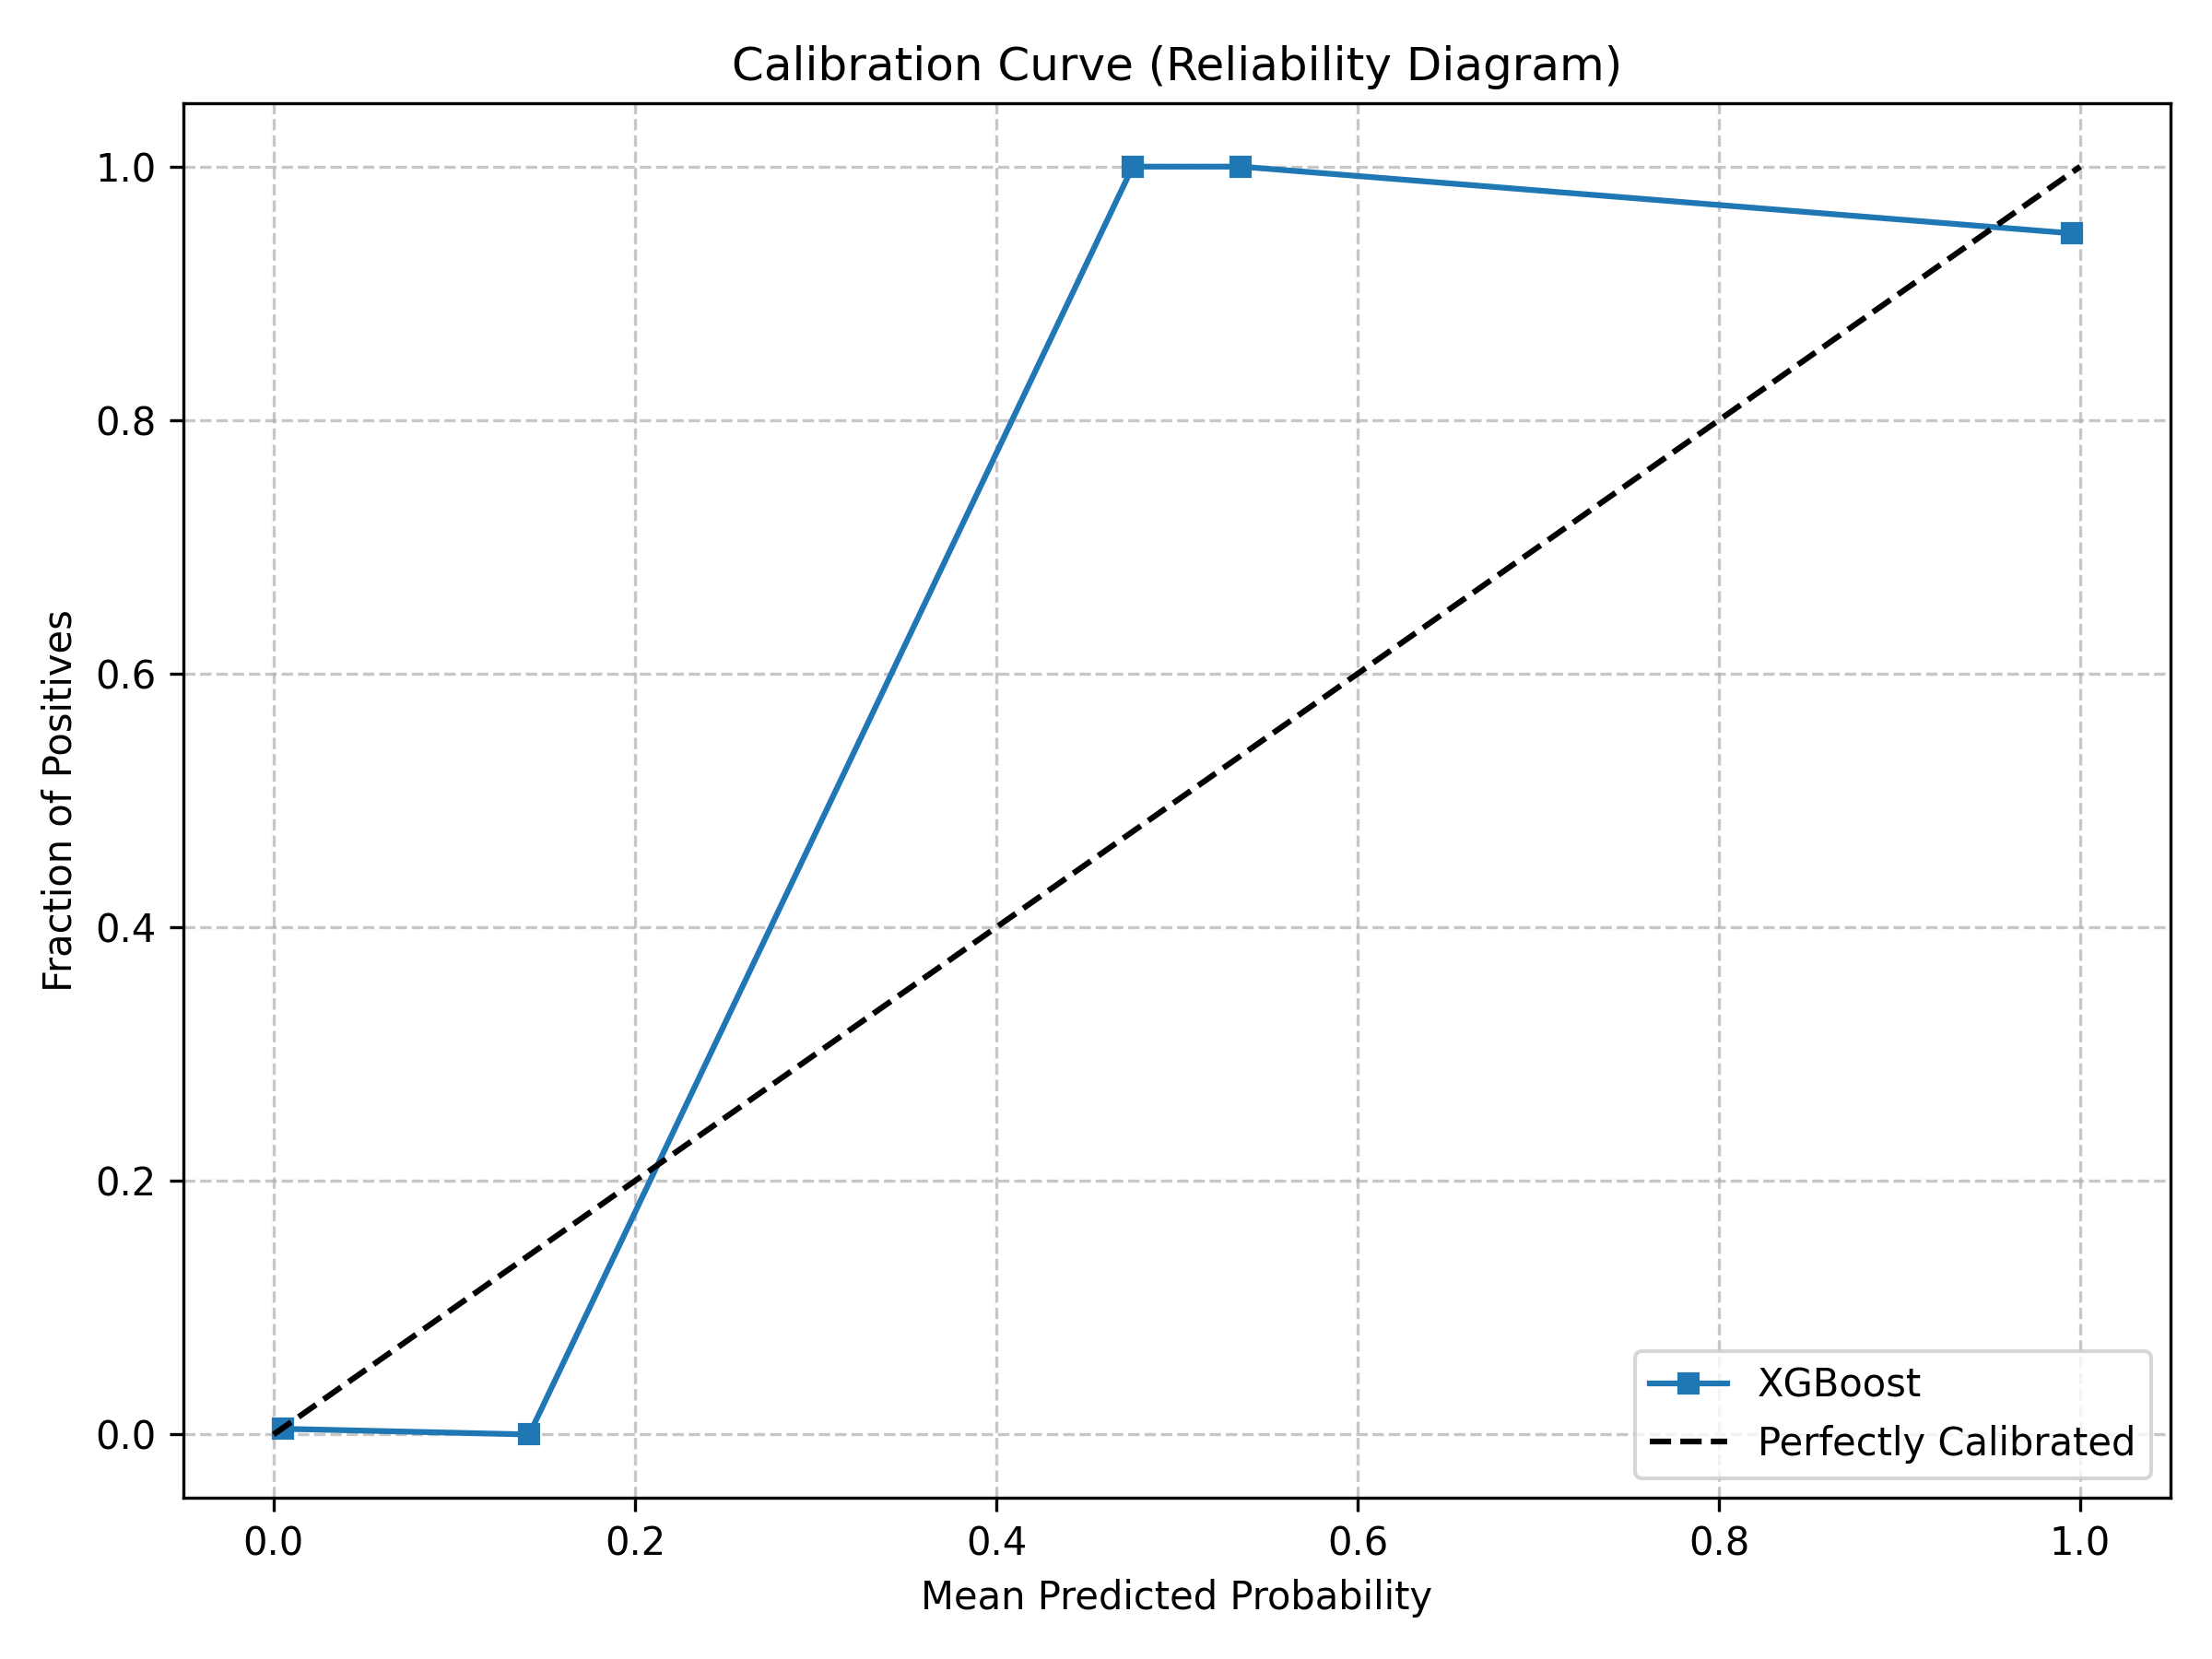 Calibration Curve (Reliability Diagram)
Fraction of Positives
1.0
0.8
0.6
0.4
0.2
0.0
0.0 0.2 0.4 0.6 0.8 1.0
Mean Predicted Probability
XGBoost
Perfectly Calibrated